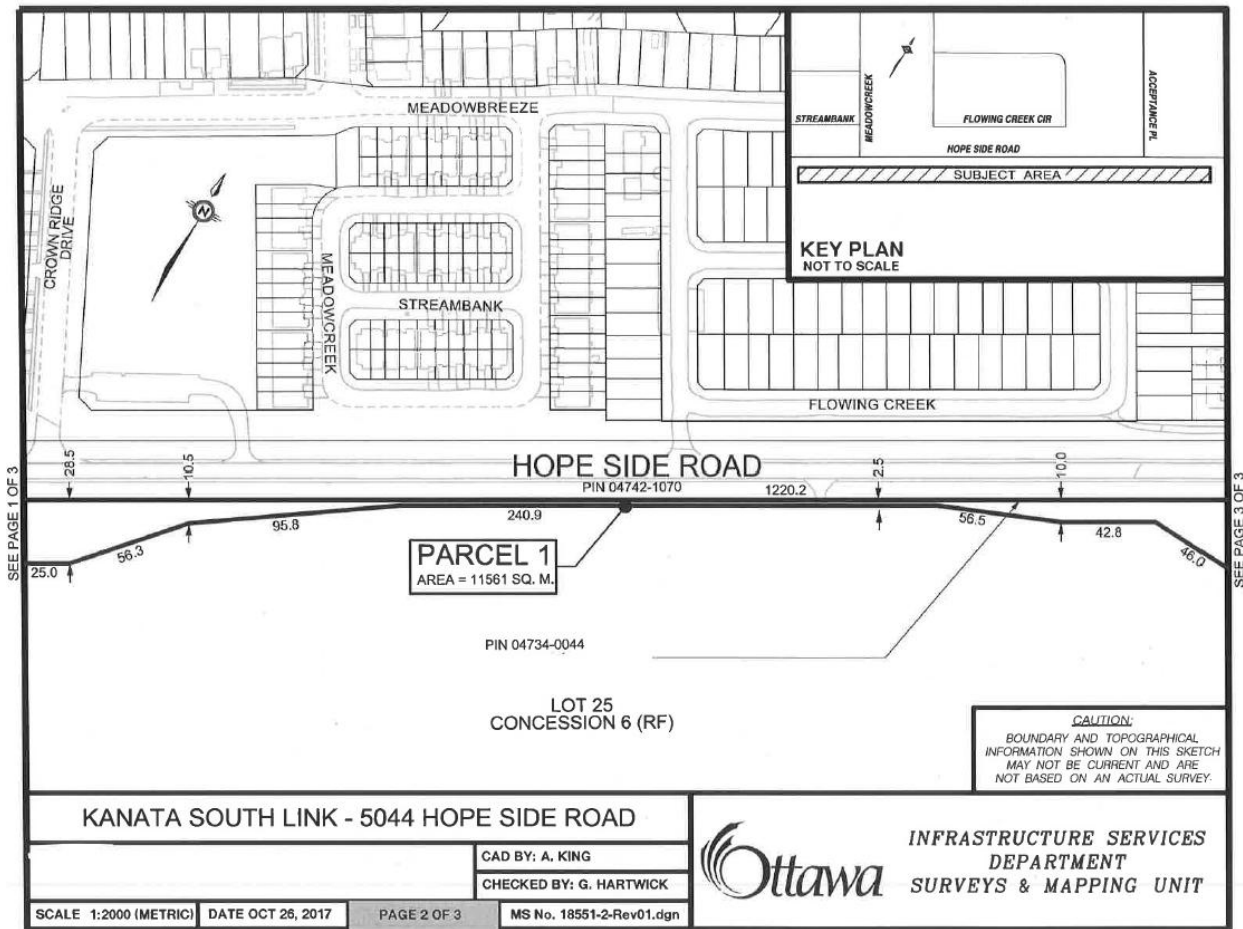 MEADOWBREEZE
CROWN RIDGE
DRIVE
N
MEADOWCREEK
STREAMBANK
FLOWING CREEK
STREAMBANK
MEADOWCREEK
FLOWING CREEK CIR
ACCEPTANCE PL
HOPE SIDE ROAD
SUBJECT AREA
KEY PLAN
NOT TO SCALE
SEE PAGE 1 OF 3
28.5
10.5
HOPE SIDE ROAD
PIN 04742-1070
1220.2
2.5
10.0
SEE PAGE 3 OF 3
25.0
56.3
95.8
240.9
56.5
42.8
46.0
PARCEL 1
AREA = 11561 SQ. M.
PIN 04734-0044
LOT 25
CONCESSION 6 (RF)
CAUTION:
BOUNDARY AND TOPOGRAPHICAL
INFORMATION SHOWN ON THIS SKETCH
MAY NOT BE CURRENT AND ARE
NOT BASED ON AN ACTUAL SURVEY
KANATA SOUTH LINK - 5044 HOPE SIDE ROAD
CAD BY: A. KING
CHECKED BY: G. HARTWICK
SCALE 1:2000 (METRIC)
DATE OCT 26, 2017
PAGE 2 OF 3
MS No. 18551-2-Rev01.dgn
Ottawa
INFRASTRUCTURE SERVICES
DEPARTMENT
SURVEYS & MAPPING UNIT